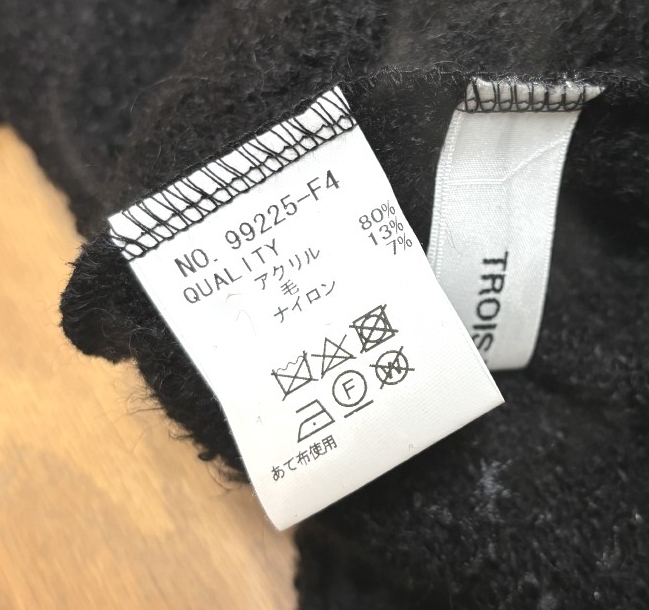 NO. 99225-F4
QUALITY
アクリル 80%
毛 13%
ナイロン 7%
F W
あて布使用
TROIS